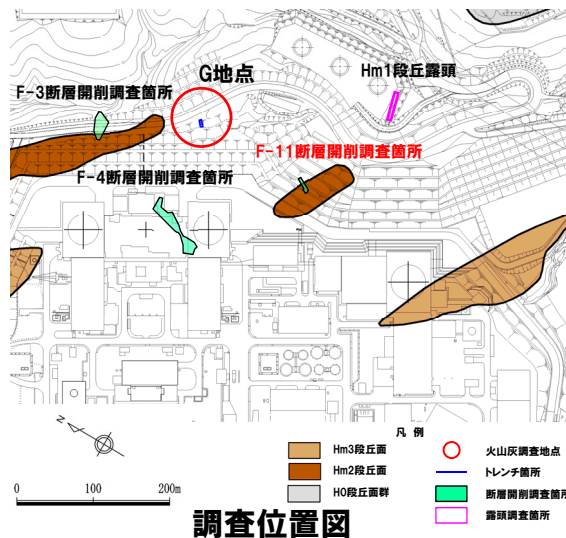 G地点
Hm1段丘露頭
F-3断層開削調査箇所
F-11断層開削調査箇所
F-4断層開削調査箇所
N
凡 例
Hm3段丘面
火山灰調査地点
Hm2段丘面
トレンチ箇所
H0段丘面群
断層開削調査箇所
露頭調査箇所
0 100 200m
調査位置図